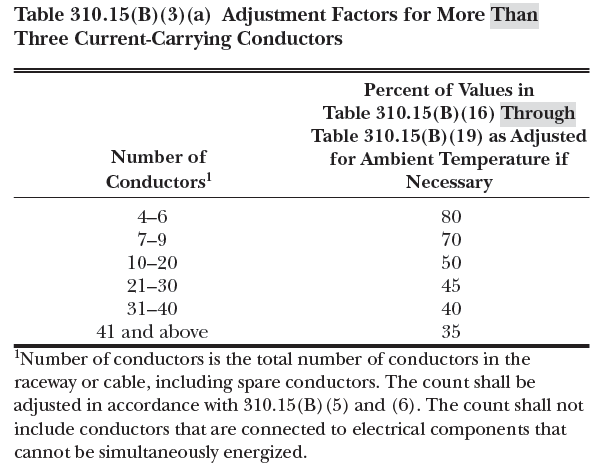 Table 310.15(B)(3)(a) Adjustment Factors for More Than
Three Current-Carrying Conductors
Number of
Conductors¹
Percent of Values in
Table 310.15(B)(16) Through
Table 310.15(B)(19) as Adjusted
for Ambient Temperature if
Necessary
4–6 80
7–9 70
10–20 50
21–30 45
31–40 40
41 and above 35
¹Number of conductors is the total number of conductors in the
raceway or cable, including spare conductors. The count shall be
adjusted in accordance with 310.15(B)(5) and (6). The count shall not
include conductors that are connected to electrical components that
cannot be simultaneously energized.